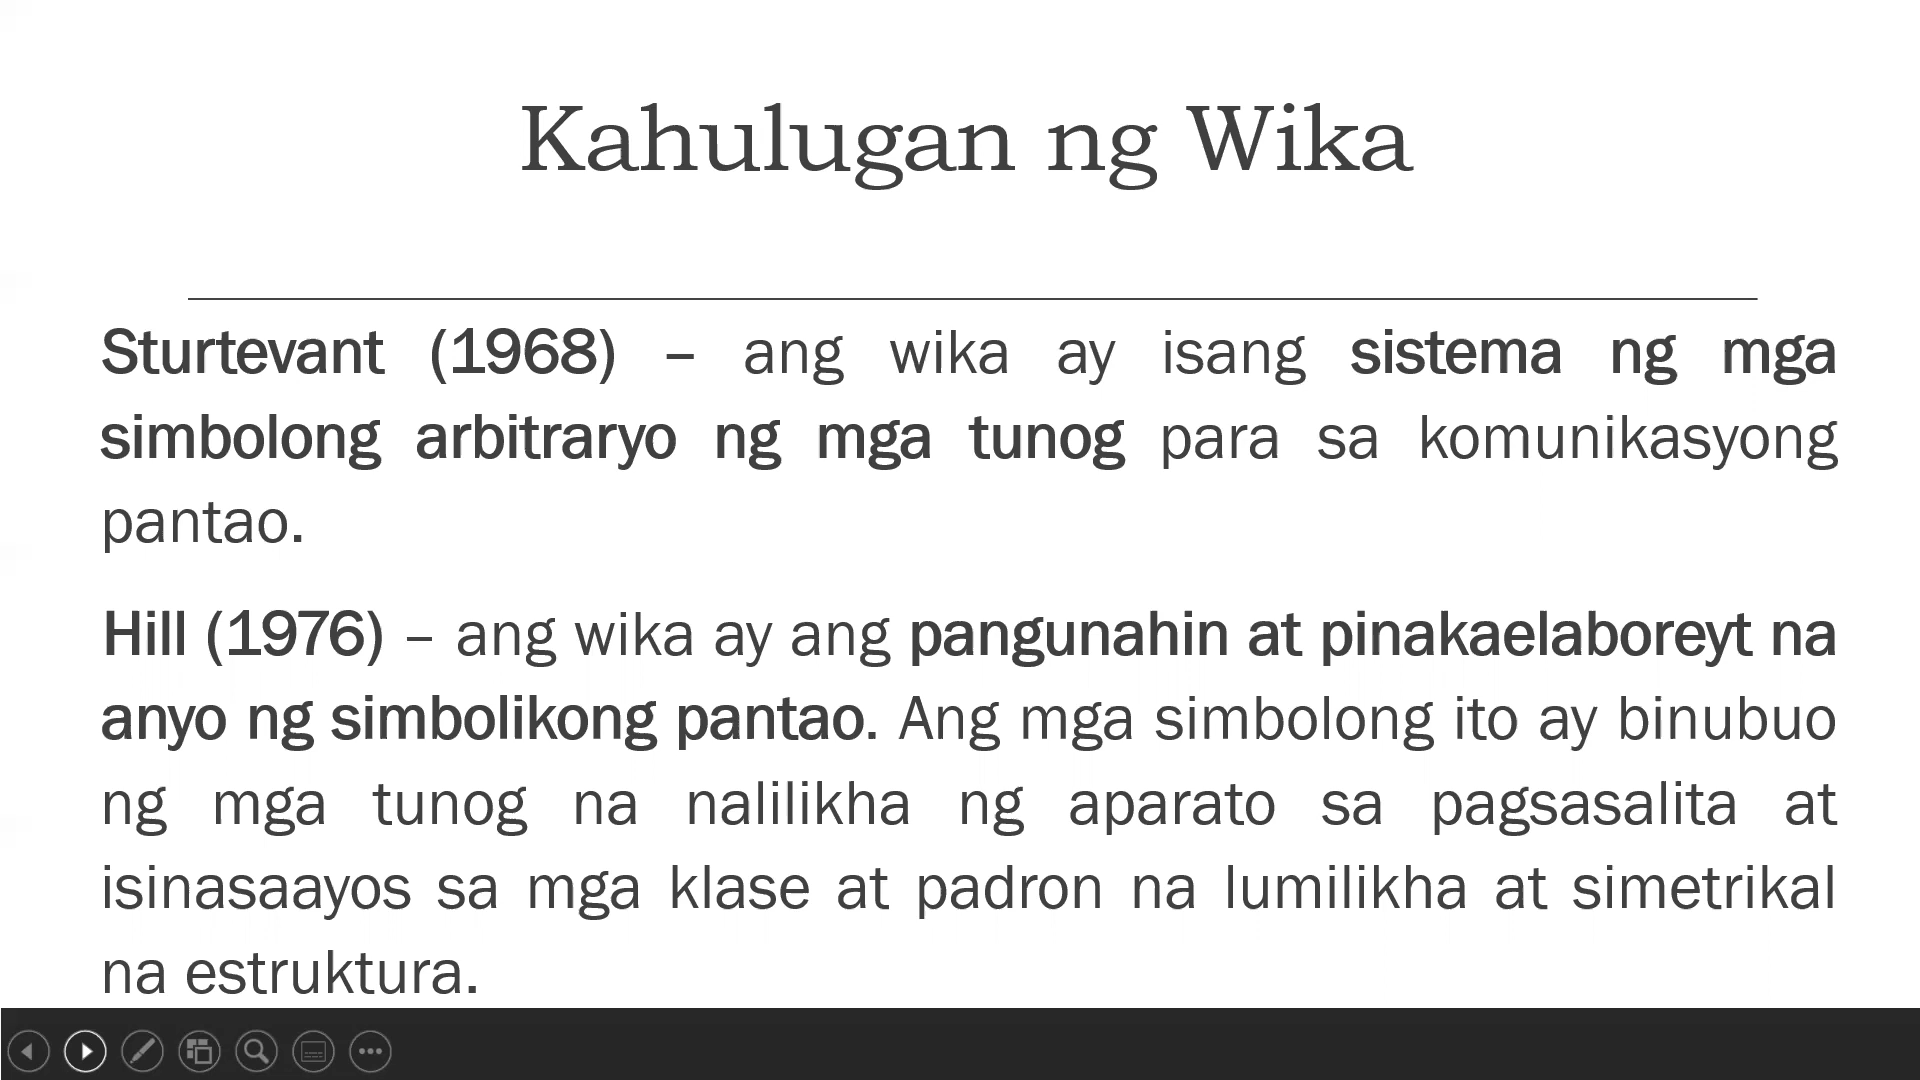 Kahulugan ng Wika
Sturtevant (1968) – ang wika ay isang sistema ng mga
simbolong arbitraryo ng mga tunog para sa komunikasyong
pantao.
Hill (1976) – ang wika ay ang pangunahin at pinakaelaboreyt na
anyo ng simbolikong pantao. Ang mga simbolong ito ay binubuo
ng mga tunog na nalilikha ng aparato sa pagsasalita at
isinasaayos sa mga klase at padron na lumilikha at simetrikal
na estruktura.